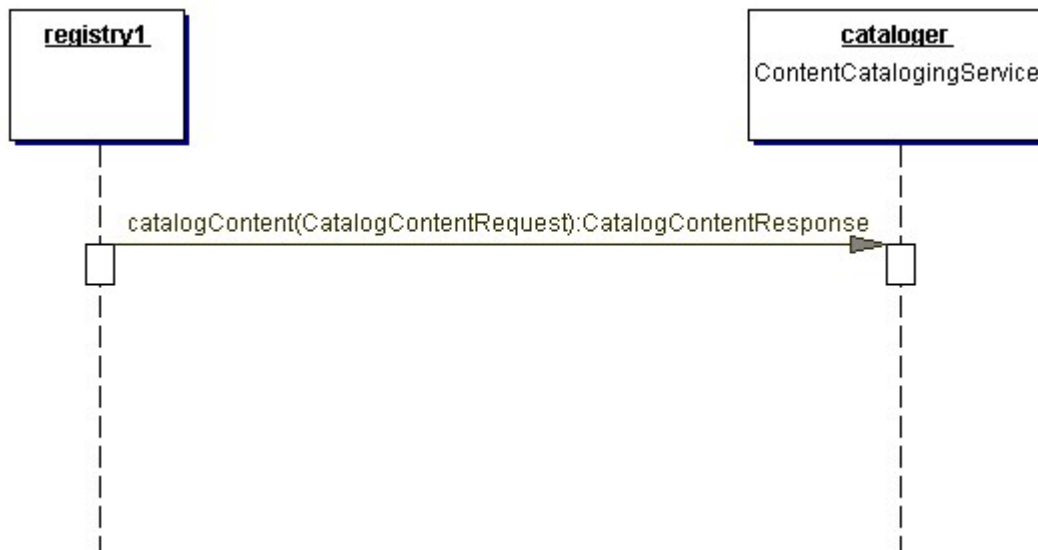 registry1
cataloger
ContentCatalogingService
catalogContent(CatalogContentRequest):CatalogContentResponse